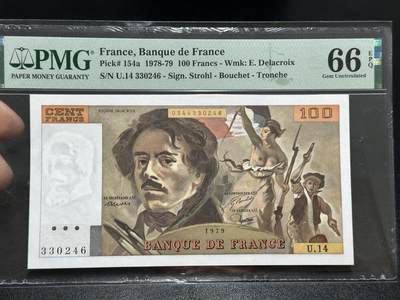 PMG
PAPER MONEY GUARANTY
France, Banque de France
Pick# 154a 1978-79 100 Francs - Wmk: E. Delacroix
S/N U.14 330246 - Sign. Strohl - Bouchet - Tronche
66 EPQ
Gem Uncirculated
CENT FRANCS
0344330246
100
1979
330246
BANQUE DE FRANCE
U.14